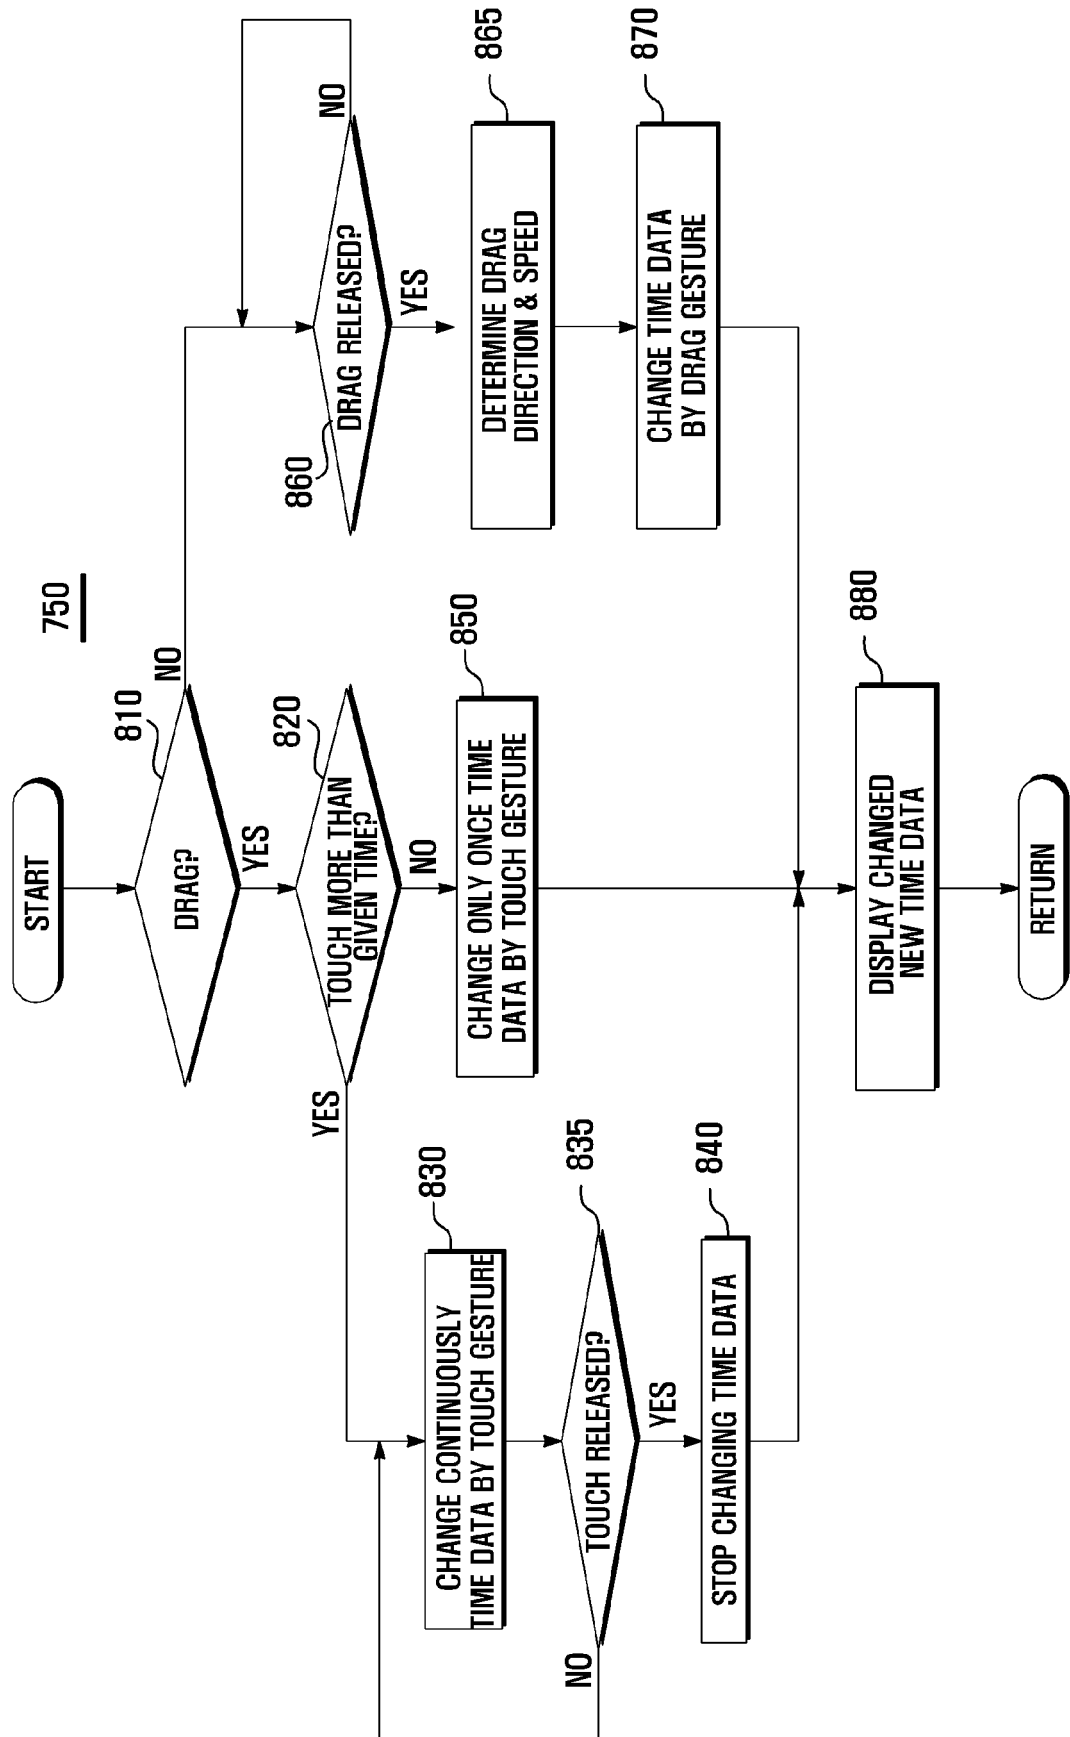 750
START
810
DRAG?
NO
YES
820
TOUCH MORE THAN
GIVEN TIME?
YES
NO
830
CHANGE CONTINUOUSLY
TIME DATA BY TOUCH GESTURE
835
TOUCH RELEASED?
NO
YES
840
STOP CHANGING TIME DATA
850
CHANGE ONLY ONCE TIME
DATA BY TOUCH GESTURE
860
DRAG RELEASED?
NO
YES
865
DETERMINE DRAG
DIRECTION & SPEED
870
CHANGE TIME DATA
BY DRAG GESTURE
880
DISPLAY CHANGED
NEW TIME DATA
RETURN